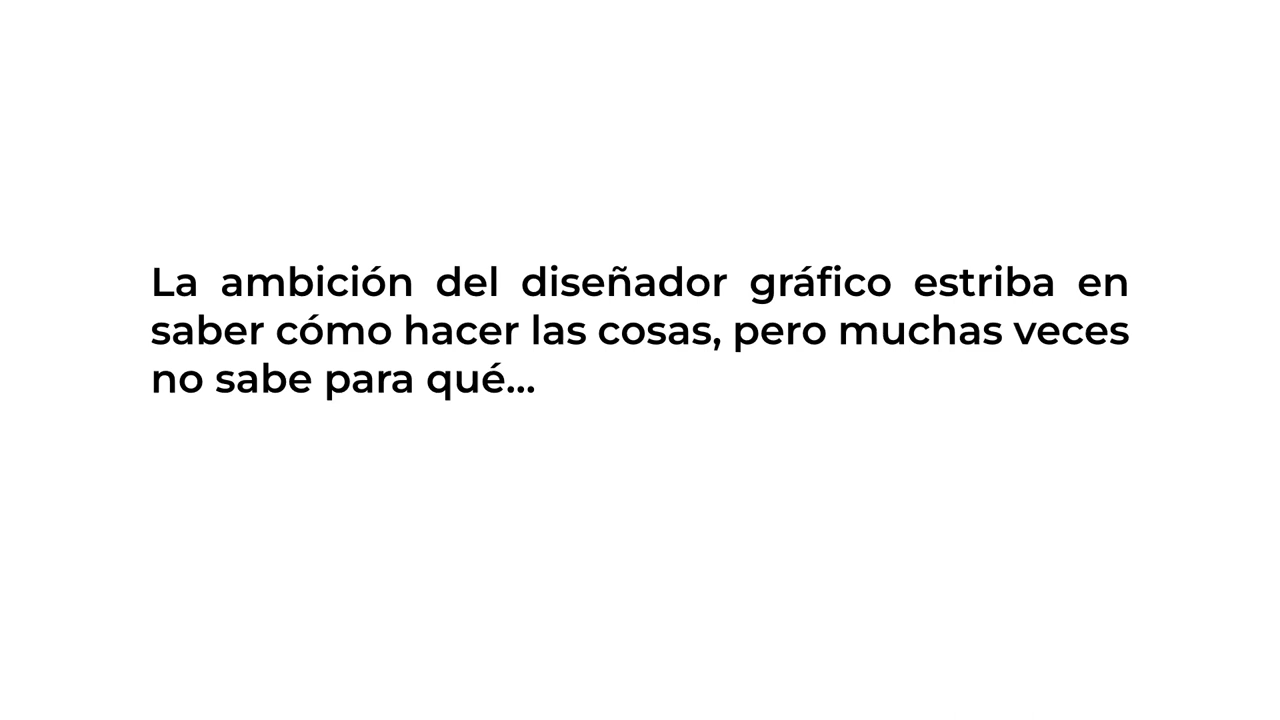 La ambición del diseñador gráfico estriba en
saber cómo hacer las cosas, pero muchas veces
no sabe para qué...